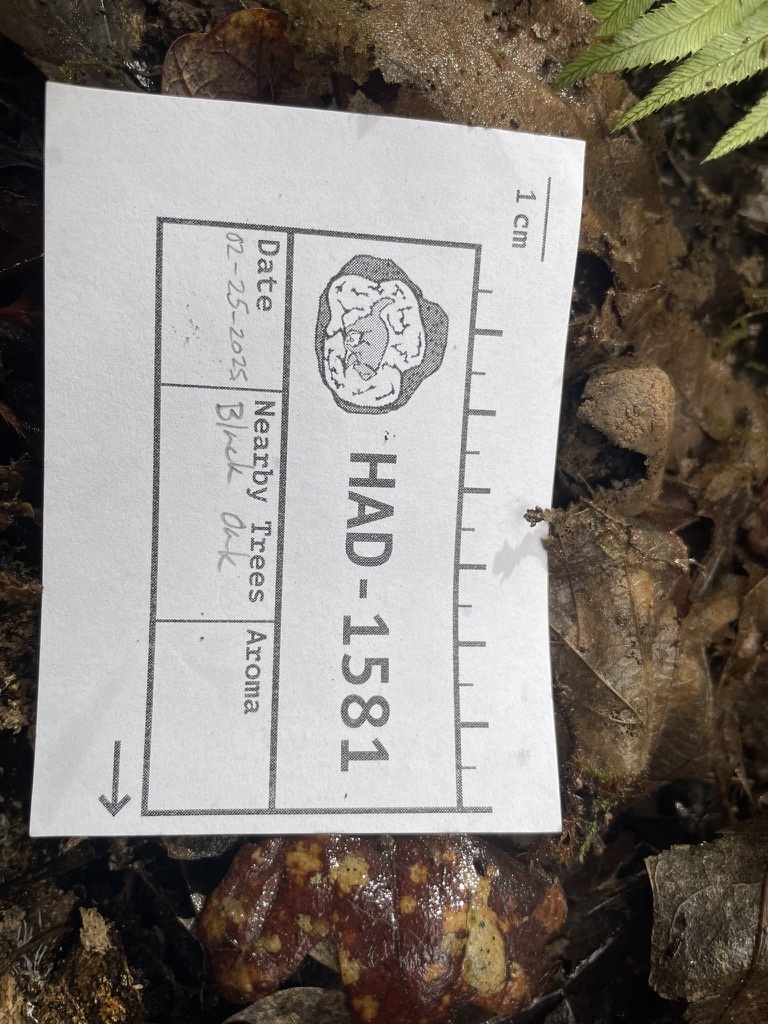 1 cm
HAD-1581
Date
Nearby Trees
Aroma
02-25-2025
Black Oak